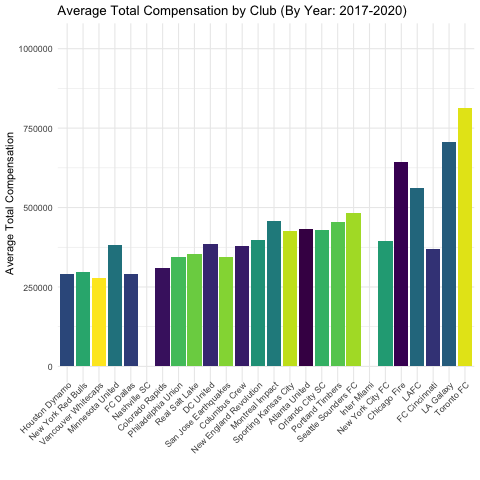 Average Total Compensation by Club (By Year: 2017-2020)
Average Total Compensation
1000000
750000
500000
250000
0
Houston Dynamo
New York Red Bulls
Vancouver Whitecaps
Minnesota United
FC Dallas
Nashville SC
Colorado Rapids
Philadelphia Union
Real Salt Lake
DC United
San Jose Earthquakes
Columbus Crew
New England Revolution
Montreal Impact
Sporting Kansas City
Atlanta United
Orlando City SC
Portland Timbers
Seattle Sounders FC
Inter Miami
New York City FC
Chicago Fire
LAFC
FC Cincinnati
LA Galaxy
Toronto FC